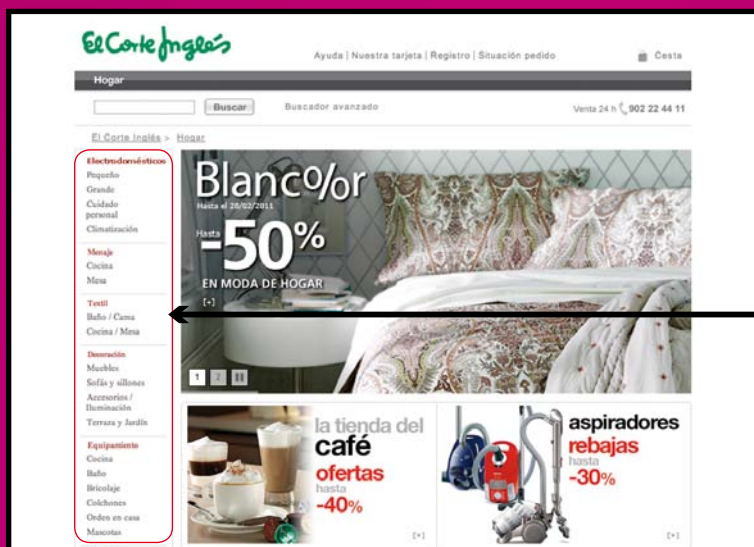 El Corte Inglés
Ayuda | Nuestra tarjeta | Registro | Situación pedido
Cesta
Hogar
Buscar
Buscador avanzado
Venta 24 h 902 22 44 11
El Corte Inglés > Hogar
Electrodomésticos
Pequeño
Grande
Cuidado
personal
Climatización
Menaje
Cocina
Mesa
Textil
Baño / Cama
Cocina / Mesa
Decoración
Muebles
Sofás y sillones
Accesorios /
Iluminación
Terraza y Jardín
Equipamiento
Cocina
Baño
Bricolaje
Colchones
Orden en casa
Mascotas
Blanc%r
Hasta el 28/02/2011
Hasta
-50%
EN MODA DE HOGAR
[+]
1 2
la tienda del
café
ofertas
hasta
-40%
[+]
aspiradores
rebajas
hasta
-30%
[+]